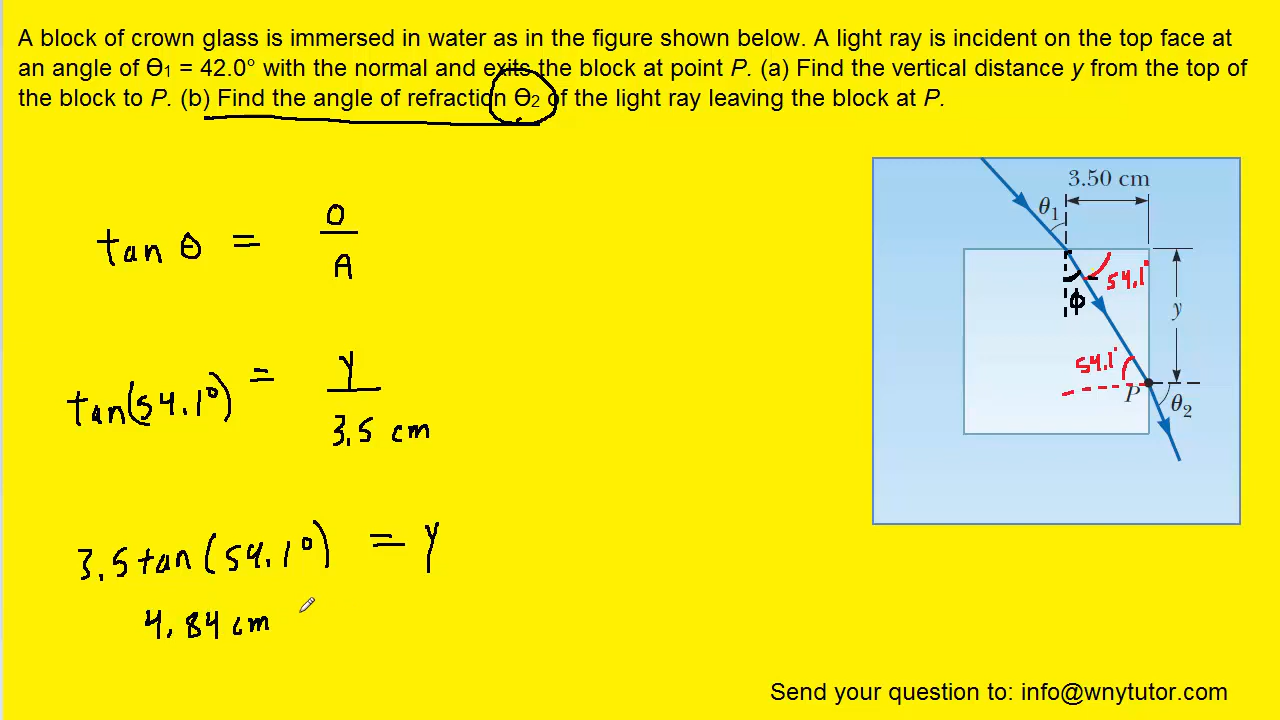 A block of crown glass is immersed in water as in the figure shown below. A light ray is incident on the top face at
an angle of Θ1 = 42.0° with the normal and exits the block at point P. (a) Find the vertical distance y from the top of
the block to P. (b) Find the angle of refraction Θ2 of the light ray leaving the block at P.
3.50 cm
θ1
tan θ = O
A
54.1°
ϕ
y
54.1°
P
θ2
tan(54.1°) = y
3.5 cm
3.5 tan(54.1°) = y
4.84 cm
Send your question to: info@wnytutor.com